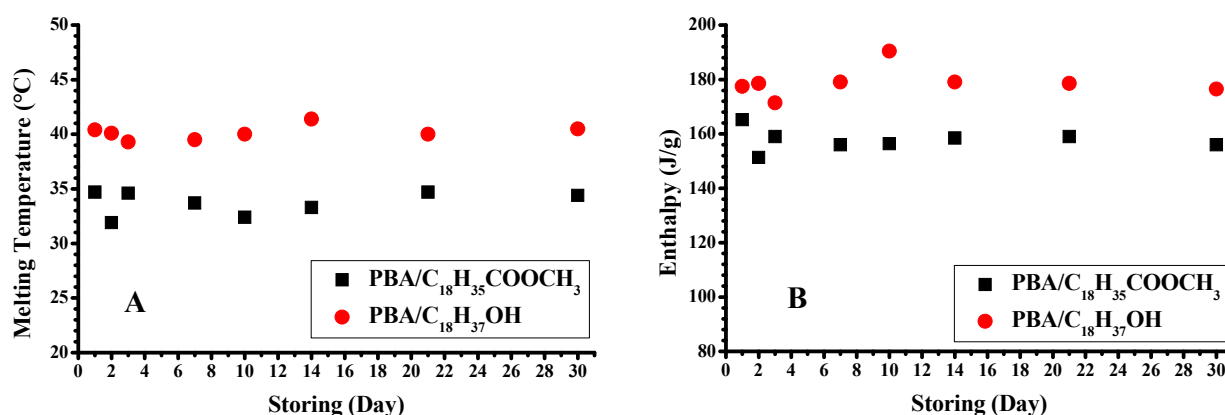 50
45
40
35
30
25
20
Melting Temperature (°C)
PBA/C₁₈H₃₅COOCH₃
PBA/C₁₈H₃₇OH
A
0 2 4 6 8 10 12 14 16 18 20 22 24 26 28 30
Storing (Day)
200
180
160
140
120
100
80
Enthalpy (J/g)
PBA/C₁₈H₃₅COOCH₃
PBA/C₁₈H₃₇OH
B
0 2 4 6 8 10 12 14 16 18 20 22 24 26 28 30
Storing (Day)